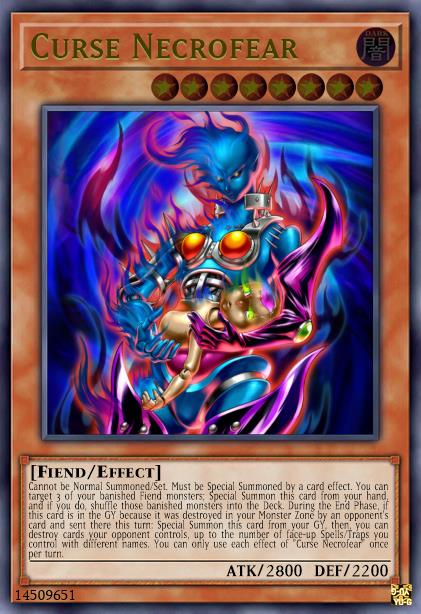 CURSE NECROFEAR
DARK
闇
[FIEND/EFFECT]
Cannot be Normal Summoned/Set. Must be Special Summoned by a card effect. You can
target 3 of your banished Fiend monsters; Special Summon this card from your hand,
and if you do, shuffle those banished monsters into the Deck. During the End Phase, if
this card is in the GY because it was destroyed in your Monster Zone by an opponent's
card and sent there this turn: Special Summon this card from your GY, then, you can
destroy cards your opponent controls, up to the number of face-up Spells/Traps you
control with different names. You can only use each effect of "Curse Necrofear" once
per turn.
ATK/2800 DEF/2200
14509651